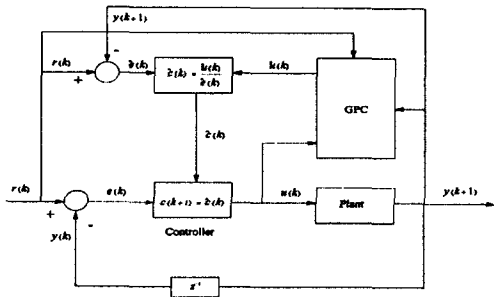 y(k+1)
-
r(k)
+
ê(k)
ĉ(k) = û(k)/ê(k)
û(k)
GPC
ĉ(k)
r(k)
+
e(k)
c(k+1) = ĉ(k)
u(k)
Plant
y(k+1)
y(k)
-
Controller
z⁻¹